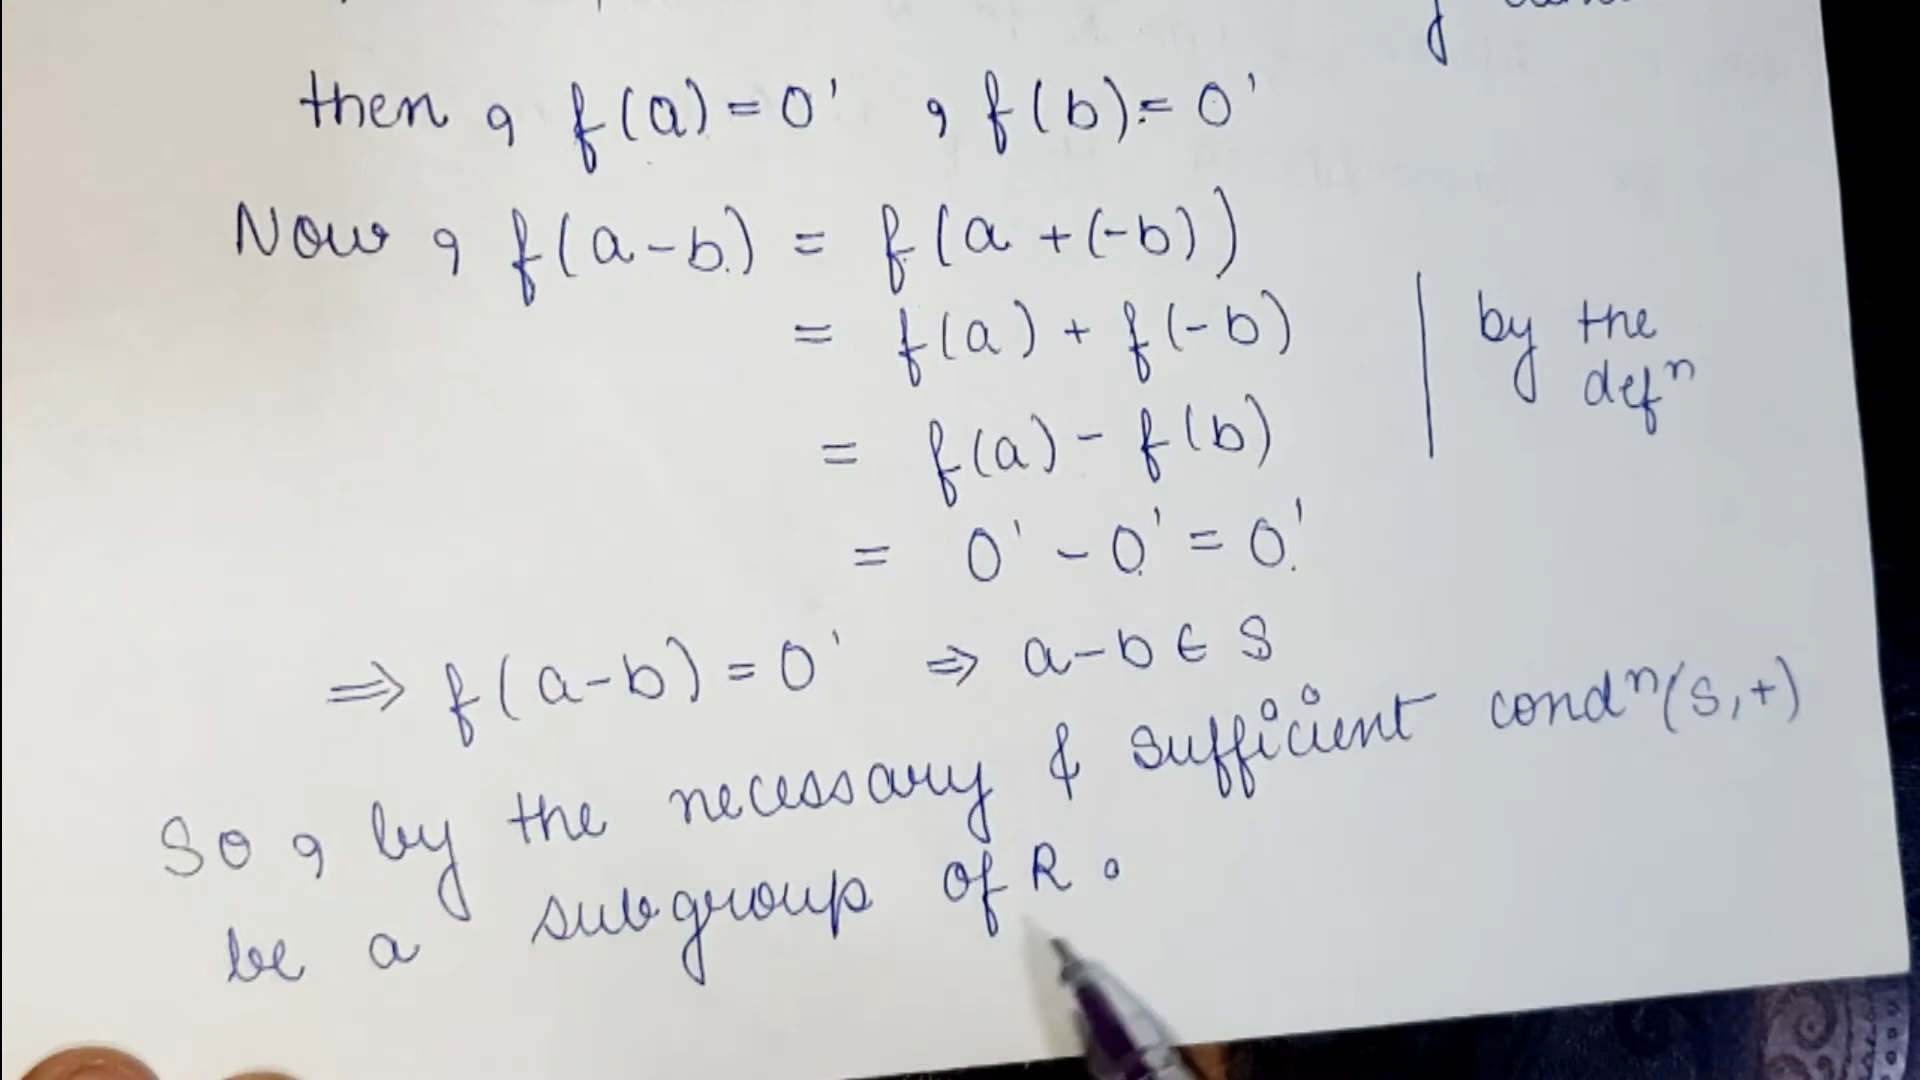 then , f(a) = 0' , f(b) = 0'
Now , f(a-b) = f(a + (-b))
= f(a) + f(-b) | by the
defⁿ
= f(a) - f(b)
= 0' - 0' = 0'
⇒ f(a-b) = 0' ⇒ a-b ∈ S
So , by the necessary & sufficient condⁿ (S,+)
be a subgroup of R.